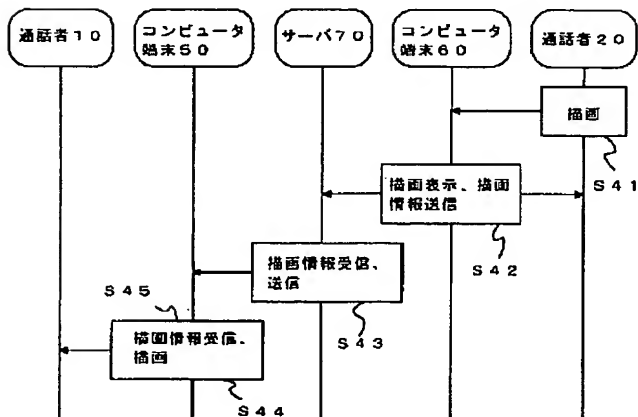 通話者１０
コンピュータ
端末５０
サーバ７０
コンピュータ
端末６０
通話者２０
描画
Ｓ４１
描画表示、描画
情報送信
Ｓ４２
描画情報受信、
送信
Ｓ４３
Ｓ４５
描画情報受信、
描画
Ｓ４４